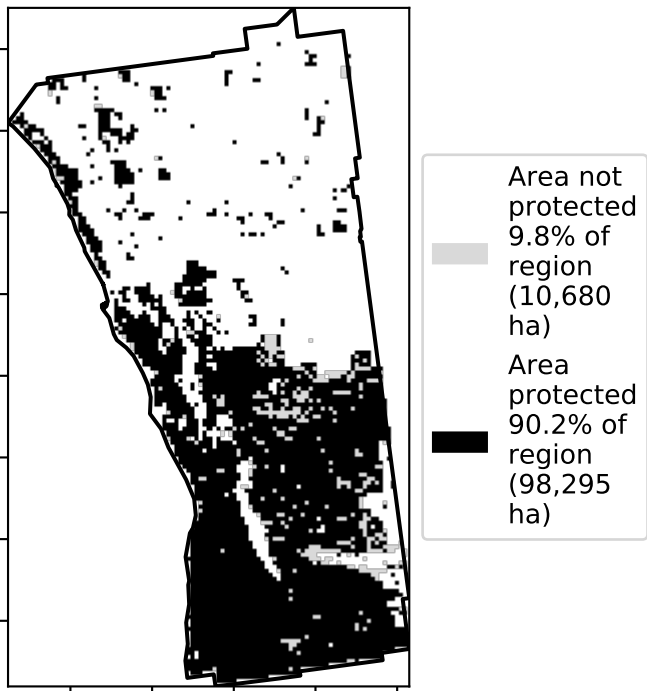 Area not
protected
9.8% of
region
(10,680
ha)
Area
protected
90.2% of
region
(98,295
ha)